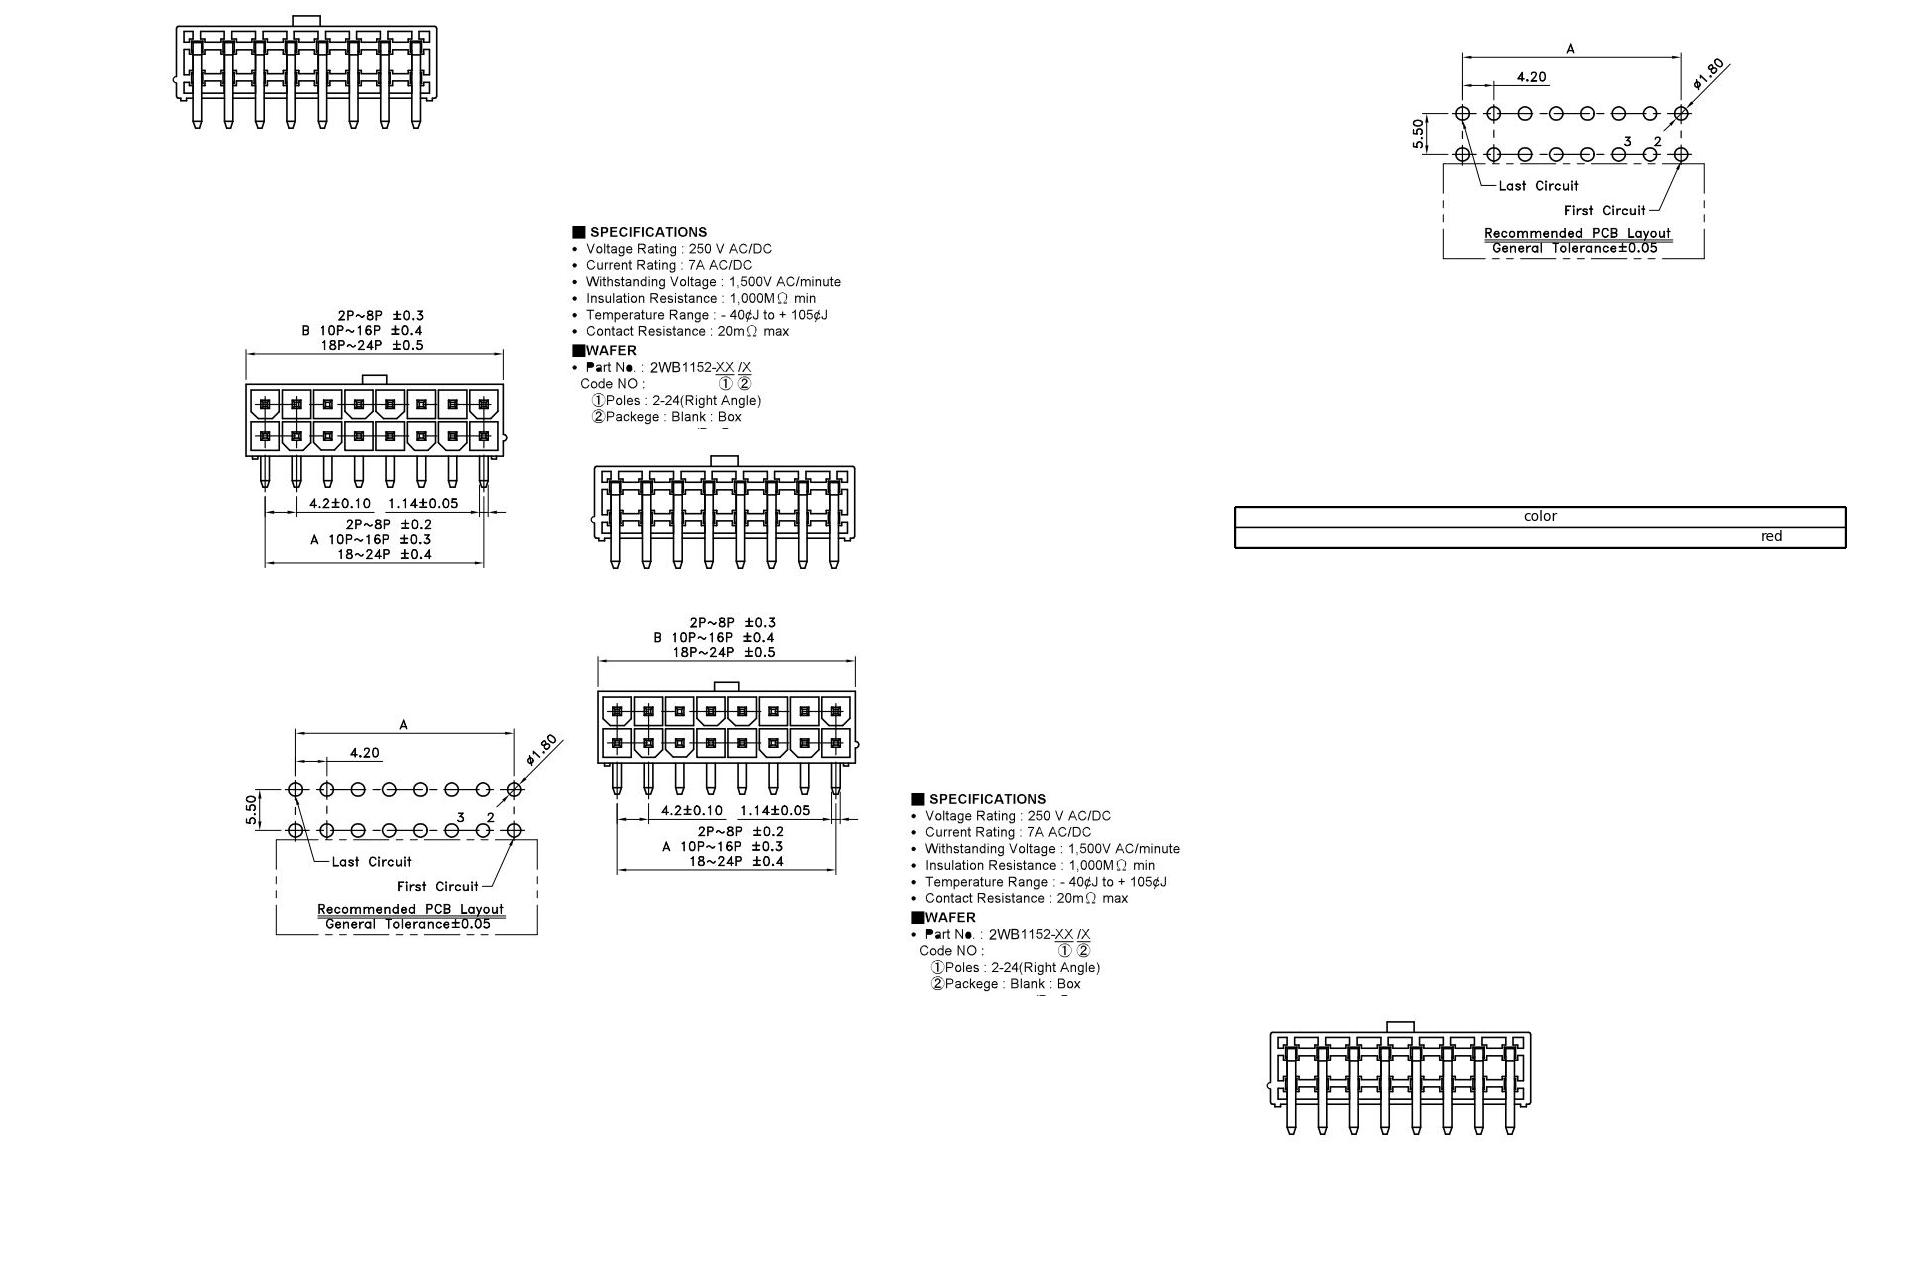 A
4.20
ø1.80
5.50
3 2
Last Circuit
First Circuit
Recommended PCB Layout
General Tolerance±0.05
■ SPECIFICATIONS
• Voltage Rating : 250 V AC/DC
• Current Rating : 7A AC/DC
• Withstanding Voltage : 1,500V AC/minute
• Insulation Resistance : 1,000MΩ min
• Temperature Range : - 40¢J to + 105¢J
• Contact Resistance : 20mΩ max
■WAFER
• Part No. : 2WB1152-XX /X
Code NO : ① ②
①Poles : 2-24(Right Angle)
②Packege : Blank : Box
2P~8P ±0.3
B 10P~16P ±0.4
18P~24P ±0.5
4.2±0.10 1.14±0.05
2P~8P ±0.2
A 10P~16P ±0.3
18~24P ±0.4
color
red
2P~8P ±0.3
B 10P~16P ±0.4
18P~24P ±0.5
4.2±0.10 1.14±0.05
2P~8P ±0.2
A 10P~16P ±0.3
18~24P ±0.4
A
4.20
ø1.80
5.50
3 2
Last Circuit
First Circuit
Recommended PCB Layout
General Tolerance±0.05
■ SPECIFICATIONS
• Voltage Rating : 250 V AC/DC
• Current Rating : 7A AC/DC
• Withstanding Voltage : 1,500V AC/minute
• Insulation Resistance : 1,000MΩ min
• Temperature Range : - 40¢J to + 105¢J
• Contact Resistance : 20mΩ max
■WAFER
• Part No. : 2WB1152-XX /X
Code NO : ① ②
①Poles : 2-24(Right Angle)
②Packege : Blank : Box